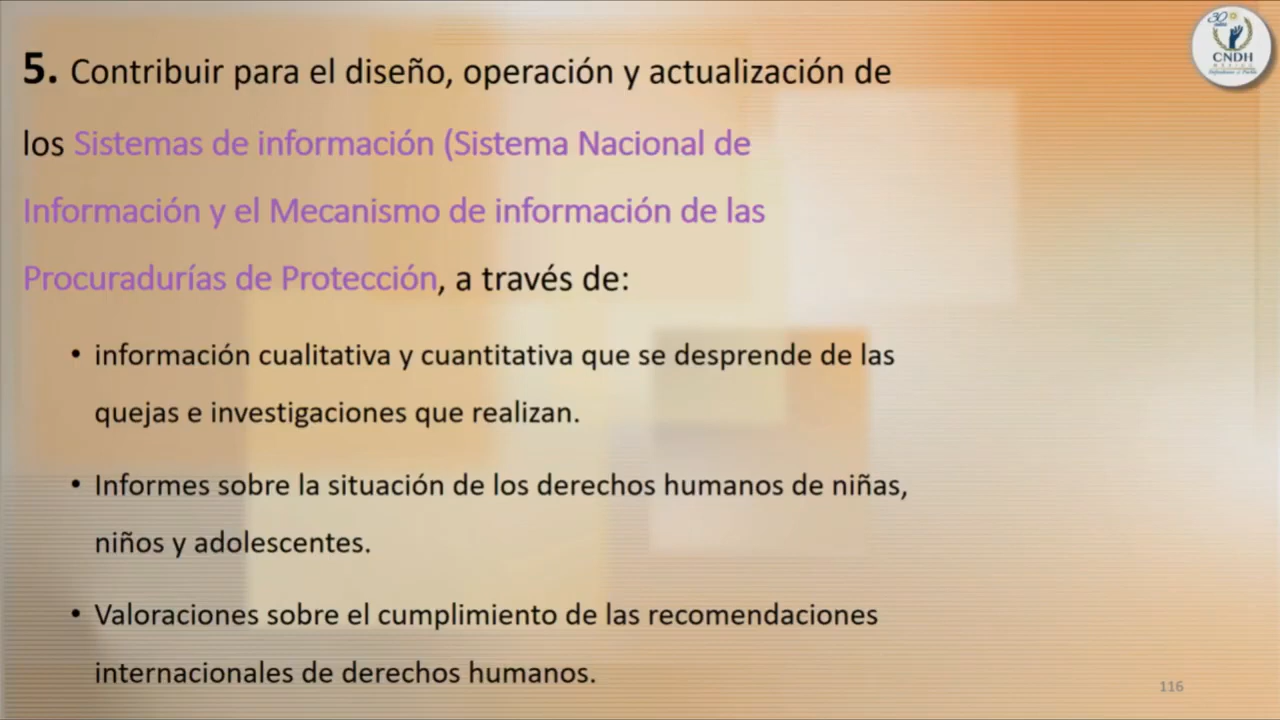 30
CNDH
MÉXICO
5. Contribuir para el diseño, operación y actualización de
los Sistemas de información (Sistema Nacional de
Información y el Mecanismo de información de las
Procuradurías de Protección, a través de:
• información cualitativa y cuantitativa que se desprende de las
quejas e investigaciones que realizan.
• Informes sobre la situación de los derechos humanos de niñas,
niños y adolescentes.
• Valoraciones sobre el cumplimiento de las recomendaciones
internacionales de derechos humanos.
116